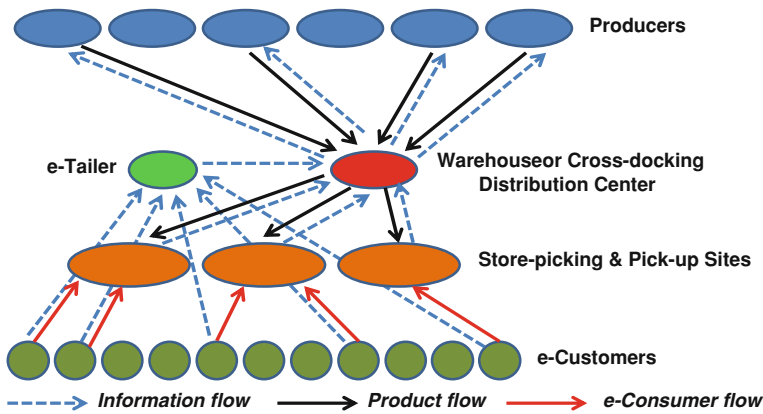 Producers
e-Tailer
Warehouseor Cross-docking
Distribution Center
Store-picking & Pick-up Sites
e-Customers
Information flow
Product flow
e-Consumer flow